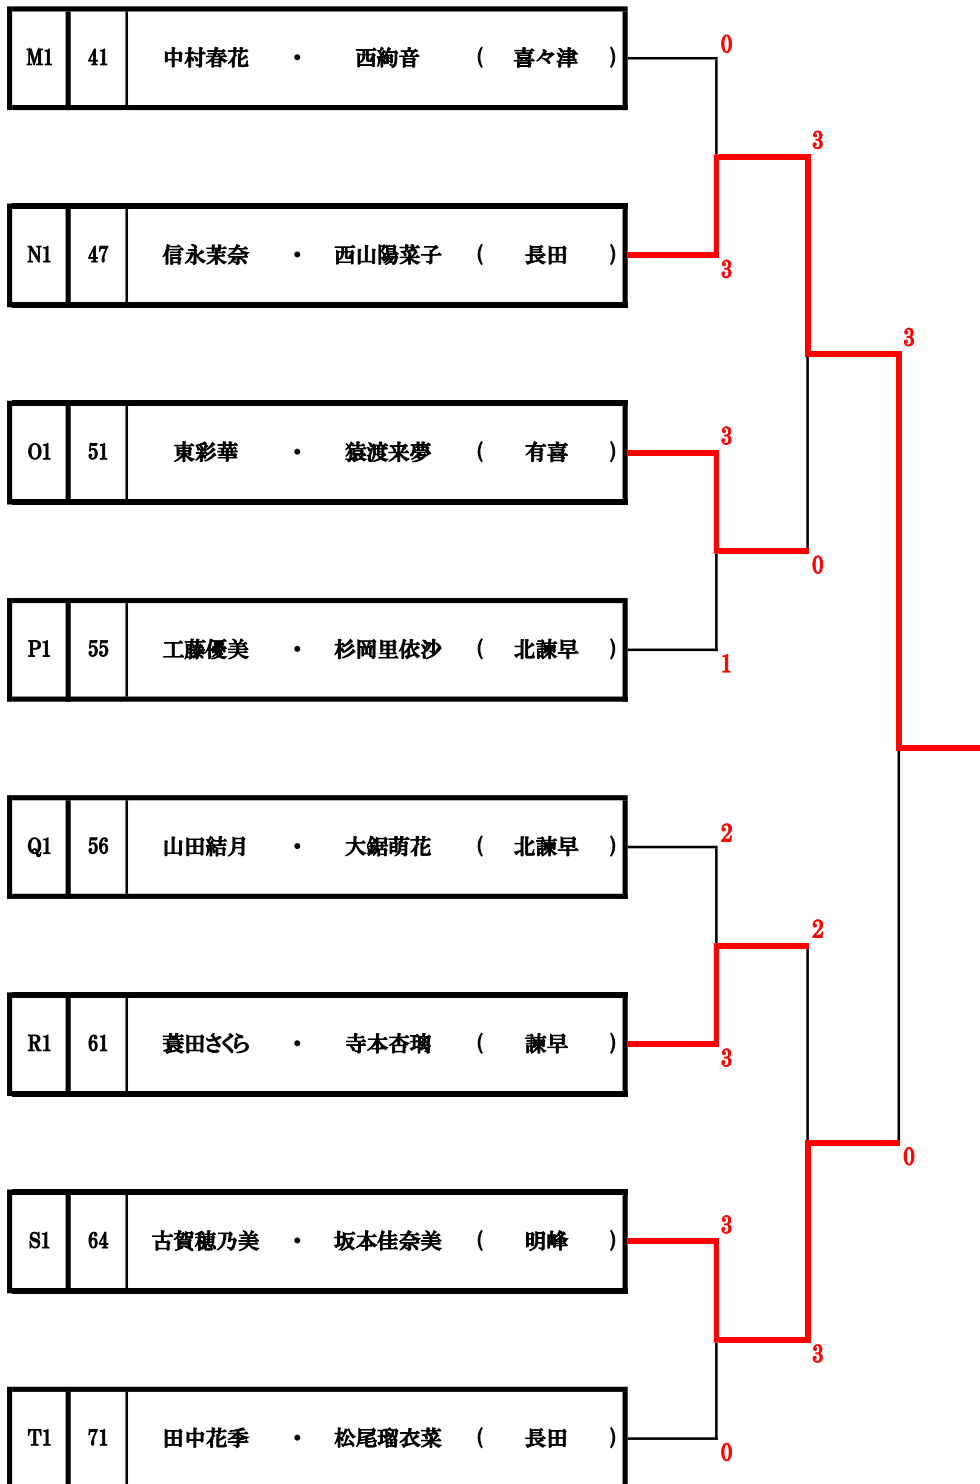 M1 41 中村春花 ・ 西絢音 ( 喜々津 ) 0
3
N1 47 信永茉奈 ・ 西山陽菜子 ( 長田 ) 3
3
O1 51 東彩華 ・ 猿渡来夢 ( 有喜 ) 3
0
P1 55 工藤優美 ・ 杉岡里依沙 ( 北諫早 ) 1
Q1 56 山田結月 ・ 大鋸萌花 ( 北諫早 ) 2
2
R1 61 蓑田さくら ・ 寺本杏璃 ( 諫早 ) 3
0
S1 64 古賀穂乃美 ・ 坂本佳奈美 ( 明峰 ) 3
3
T1 71 田中花季 ・ 松尾瑠衣菜 ( 長田 ) 0